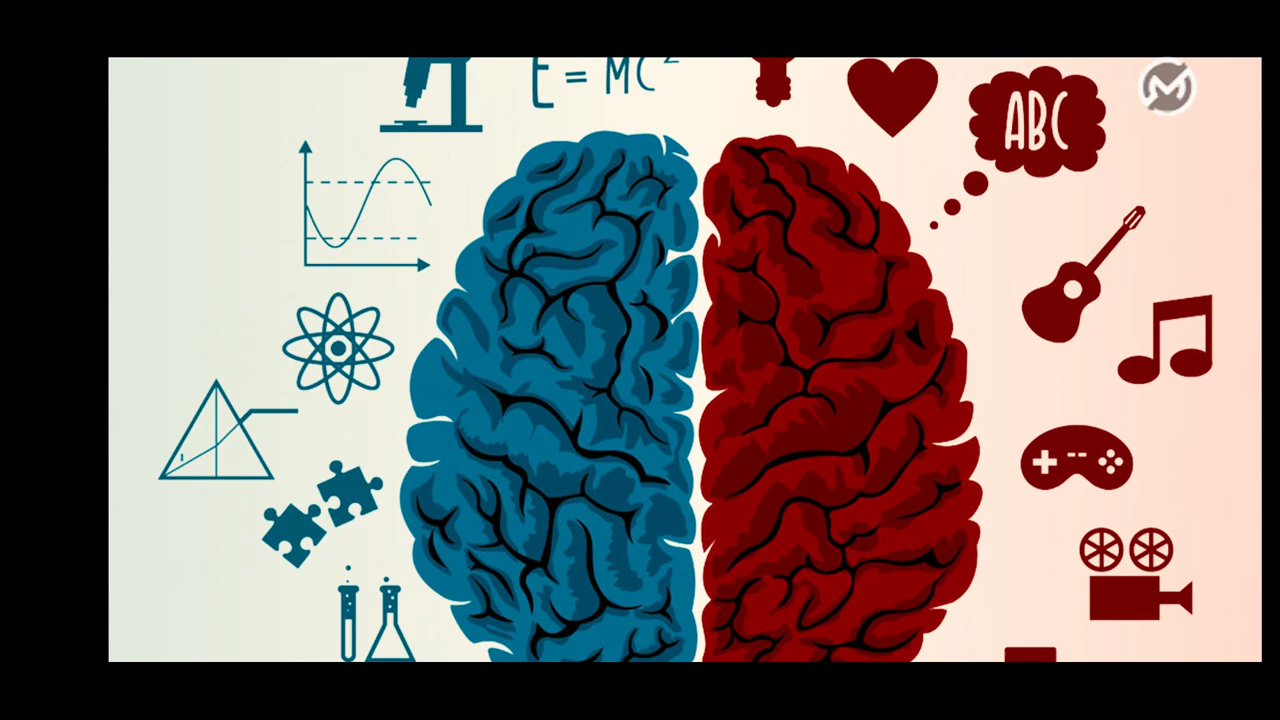 E = MC²
ABC